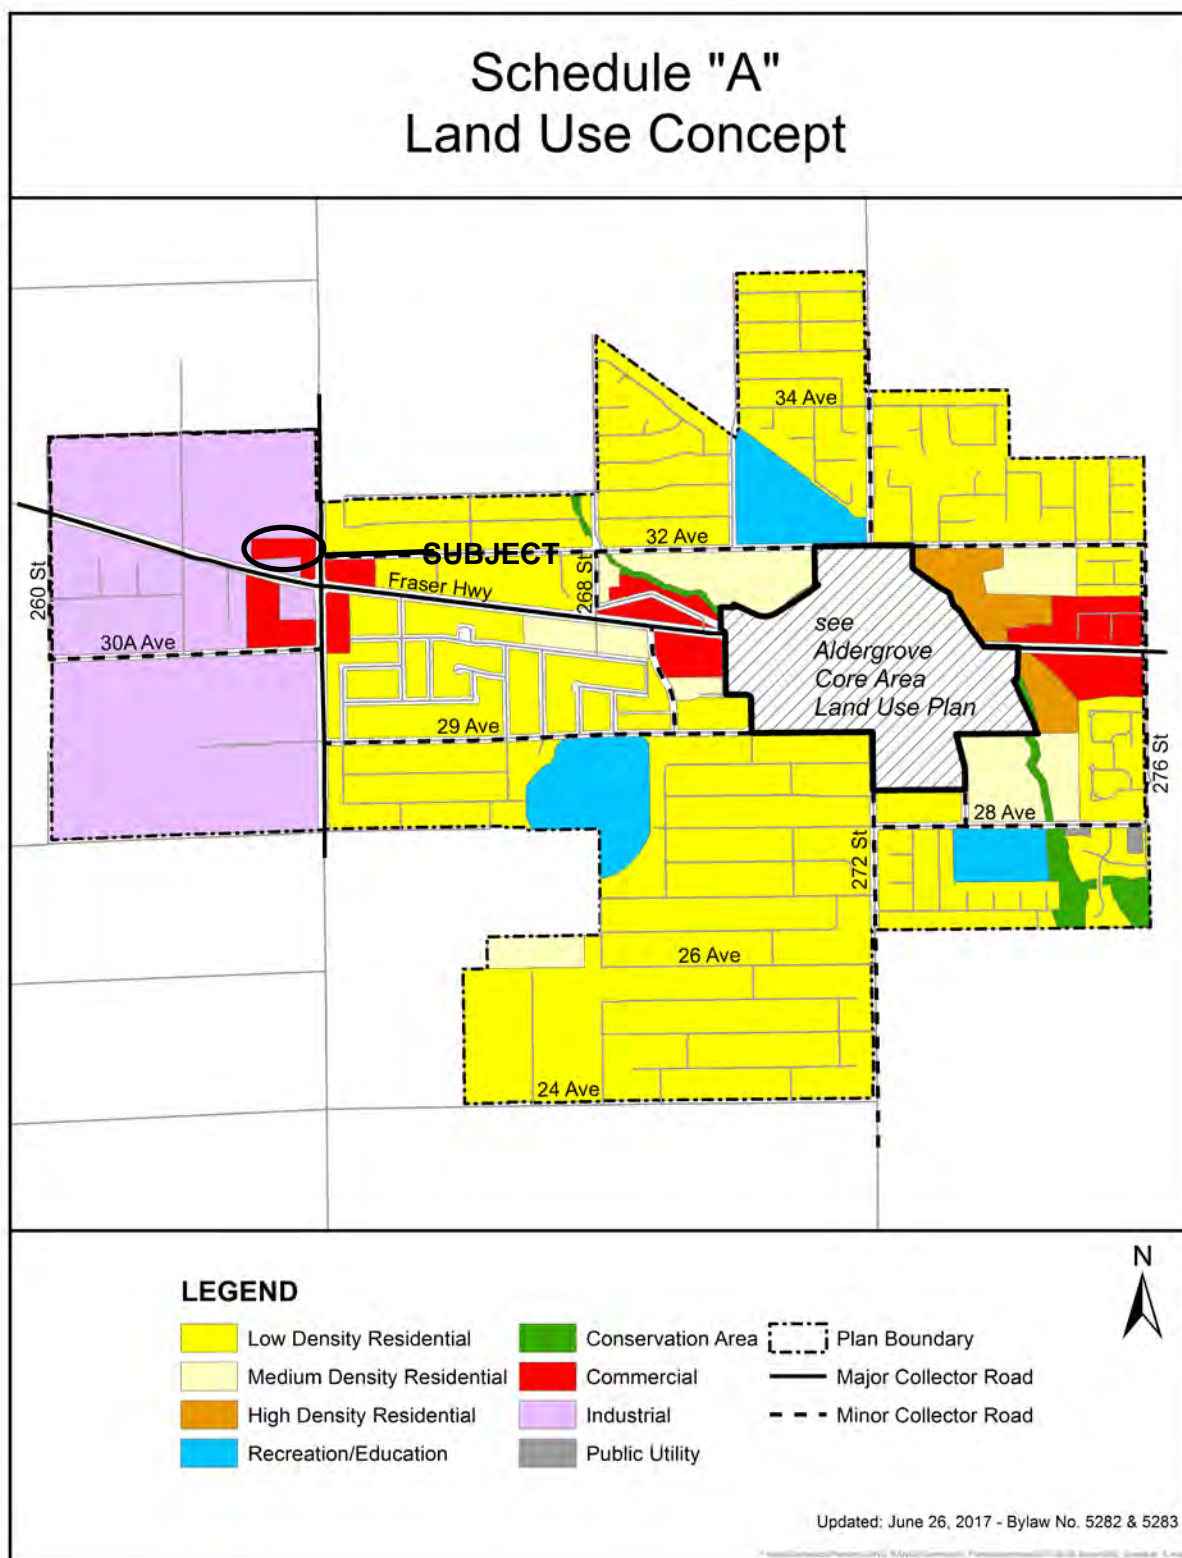 Schedule "A"
Land Use Concept
34 Ave
32 Ave
SUBJECT
268 St
Fraser Hwy
260 St
30A Ave
see
Aldergrove
Core Area
Land Use Plan
29 Ave
276 St
28 Ave
272 St
26 Ave
24 Ave
N
LEGEND
Low Density Residential
Conservation Area
Plan Boundary
Medium Density Residential
Commercial
Major Collector Road
High Density Residential
Industrial
Minor Collector Road
Recreation/Education
Public Utility
Updated: June 26, 2017 - Bylaw No. 5282 & 5283